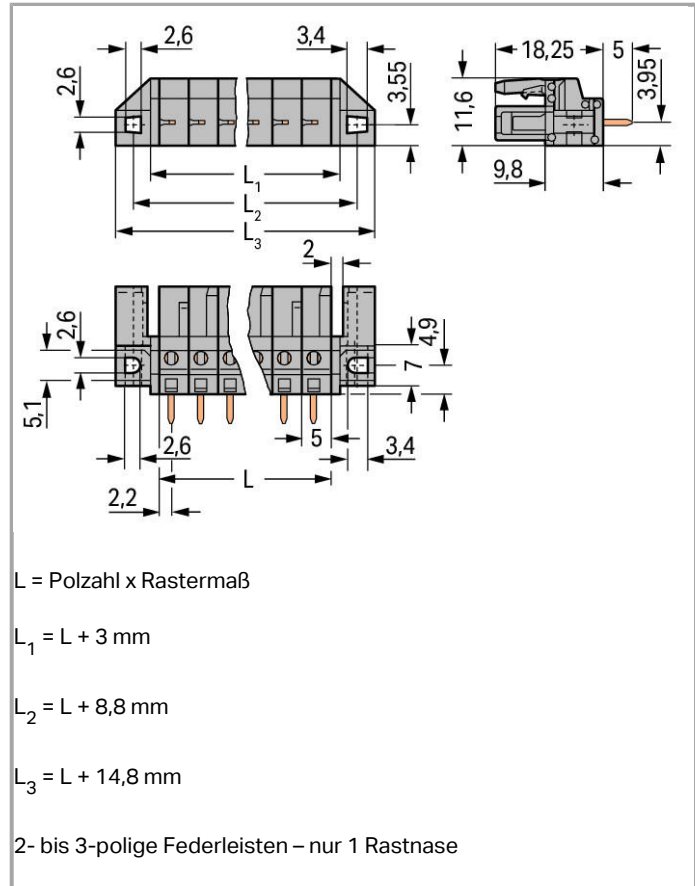 2,6 3,4
2,6 3,55
18,25 5
11,6 3,95
9,8
L₁
L₂
L₃
2
2,6 4,9
5,1 7
2,6 5 3,4
L
2,2
L = Polzahl x Rastermaß
L₁ = L + 3 mm
L₂ = L + 8,8 mm
L₃ = L + 14,8 mm
2- bis 3-polige Federleisten – nur 1 Rastnase